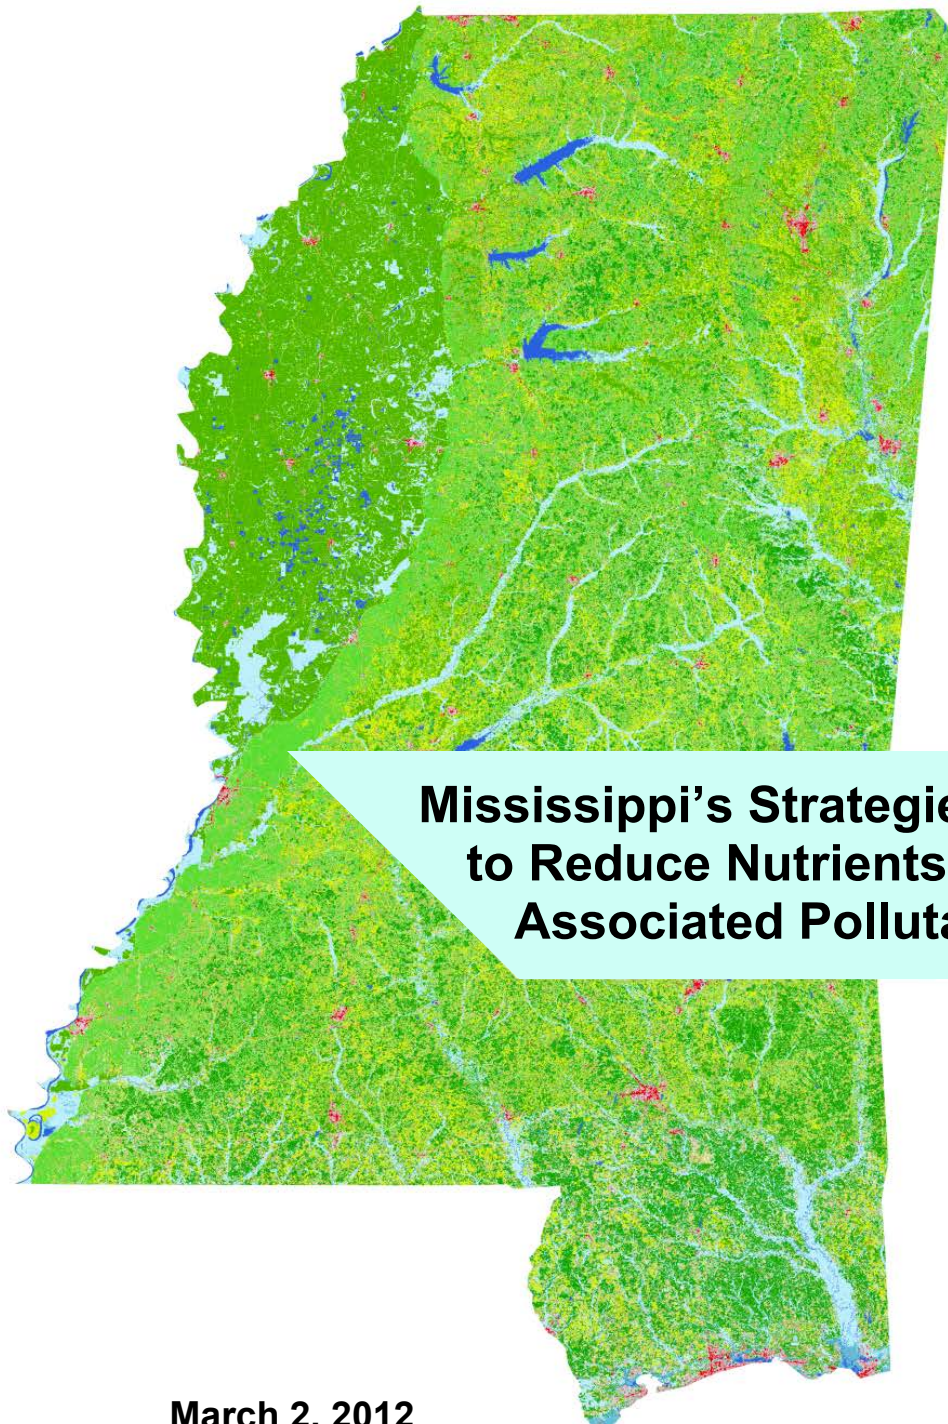 Mississippi's Strategie
to Reduce Nutrients
Associated Polluta
March 2, 2012